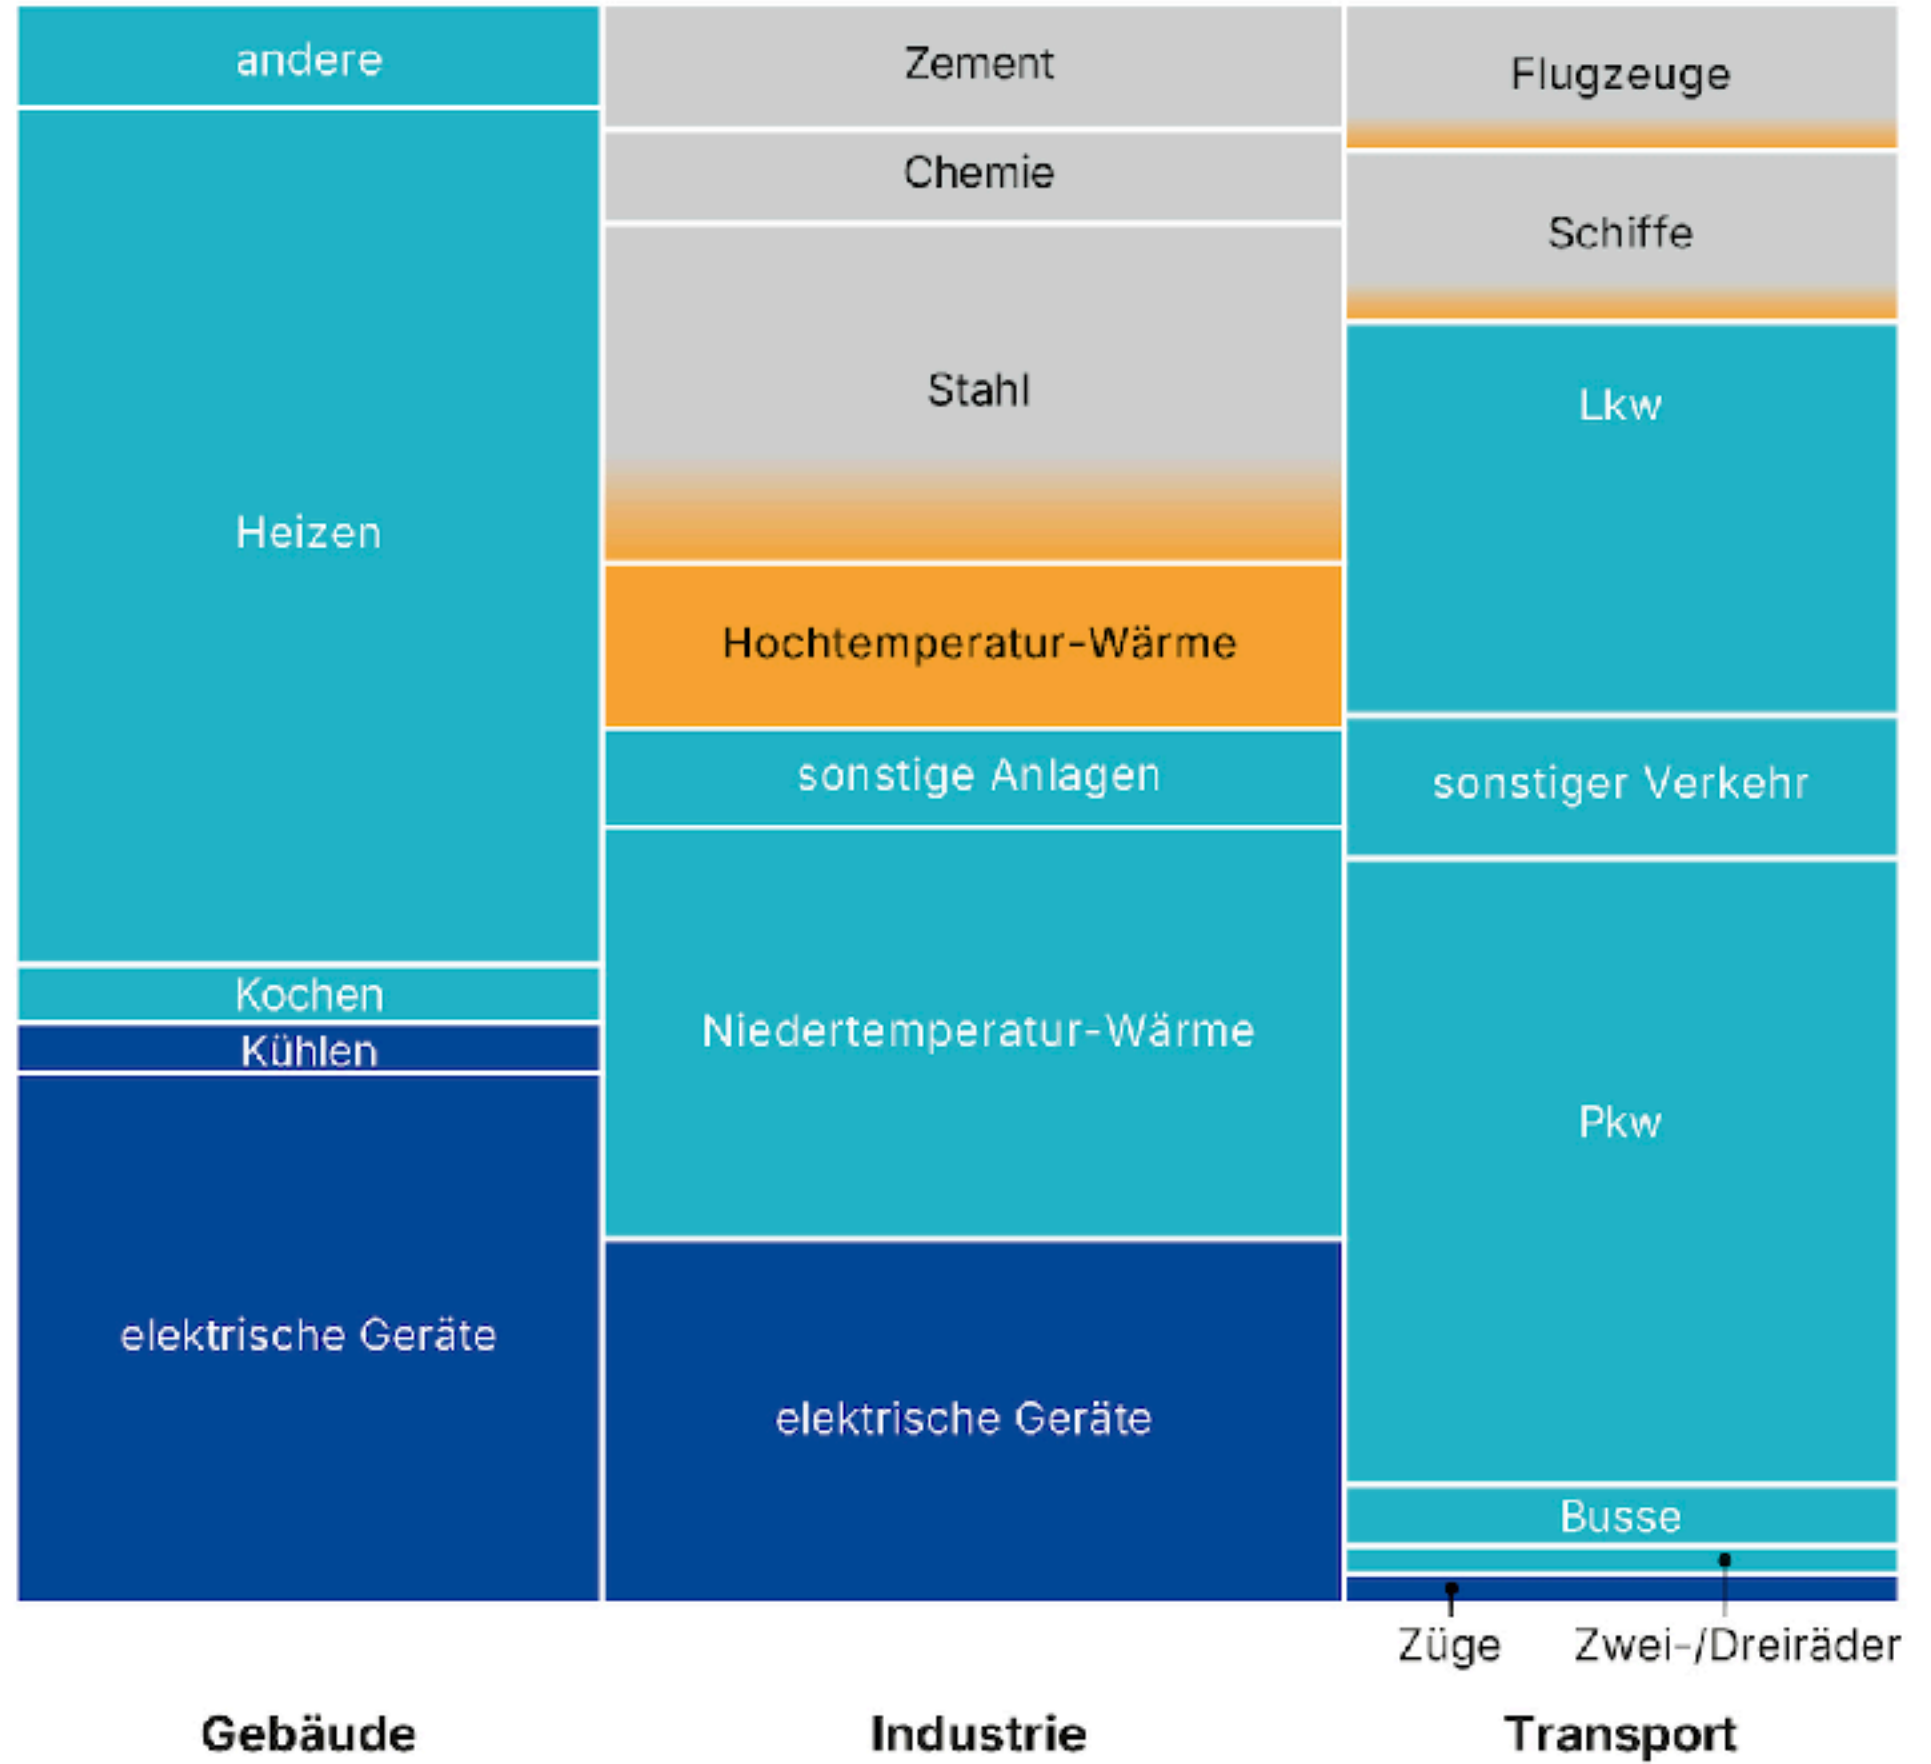 andere
Heizen
Kochen
Kühlen
elektrische Geräte
Gebäude
Zement
Chemie
Stahl
Hochtemperatur-Wärme
sonstige Anlagen
Niedertemperatur-Wärme
elektrische Geräte
Industrie
Flugzeuge
Schiffe
Lkw
sonstiger Verkehr
Pkw
Busse
Züge
Zwei-/Dreiräder
Transport